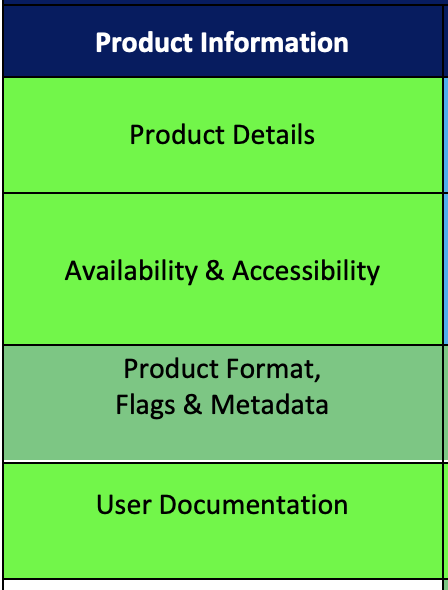 Product Information
Product Details
Availability & Accessibility
Product Format,
Flags & Metadata
User Documentation